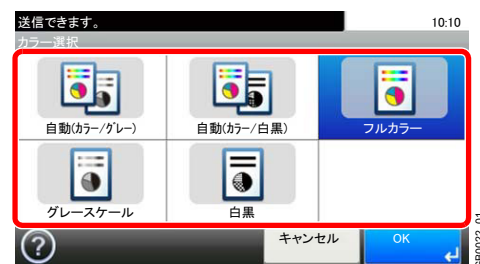 送信できます。 10:10
カラー選択
自動(カラー/グレー) 自動(カラー/白黒) フルカラー
グレースケール 白黒
? キャンセル OK